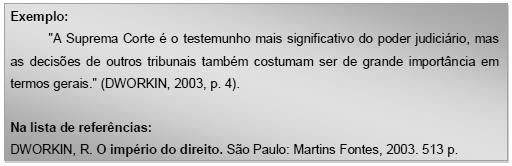 Exemplo:
"A Suprema Corte é o testemunho mais significativo do poder judiciário, mas
as decisões de outros tribunais também costumam ser de grande importância em
termos gerais." (DWORKIN, 2003, p. 4).
Na lista de referências:
DWORKIN, R. O império do direito. São Paulo: Martins Fontes, 2003. 513 p.